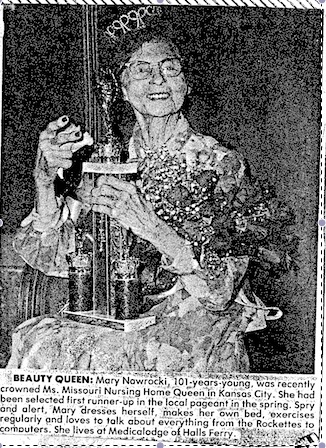 BEAUTY QUEEN: Mary Nowrocki, 101-years-young, was recently
crowned Ms. Missouri Nursing Home Queen in Kansas City. She had
been selected first runner-up in the local pageant in the spring. Spry
and alert, Mary dresses herself, makes her own bed, exercises
regularly and loves to talk about everything from the Rockettes to
computers. She lives at Medicalodge of Halls Ferry.